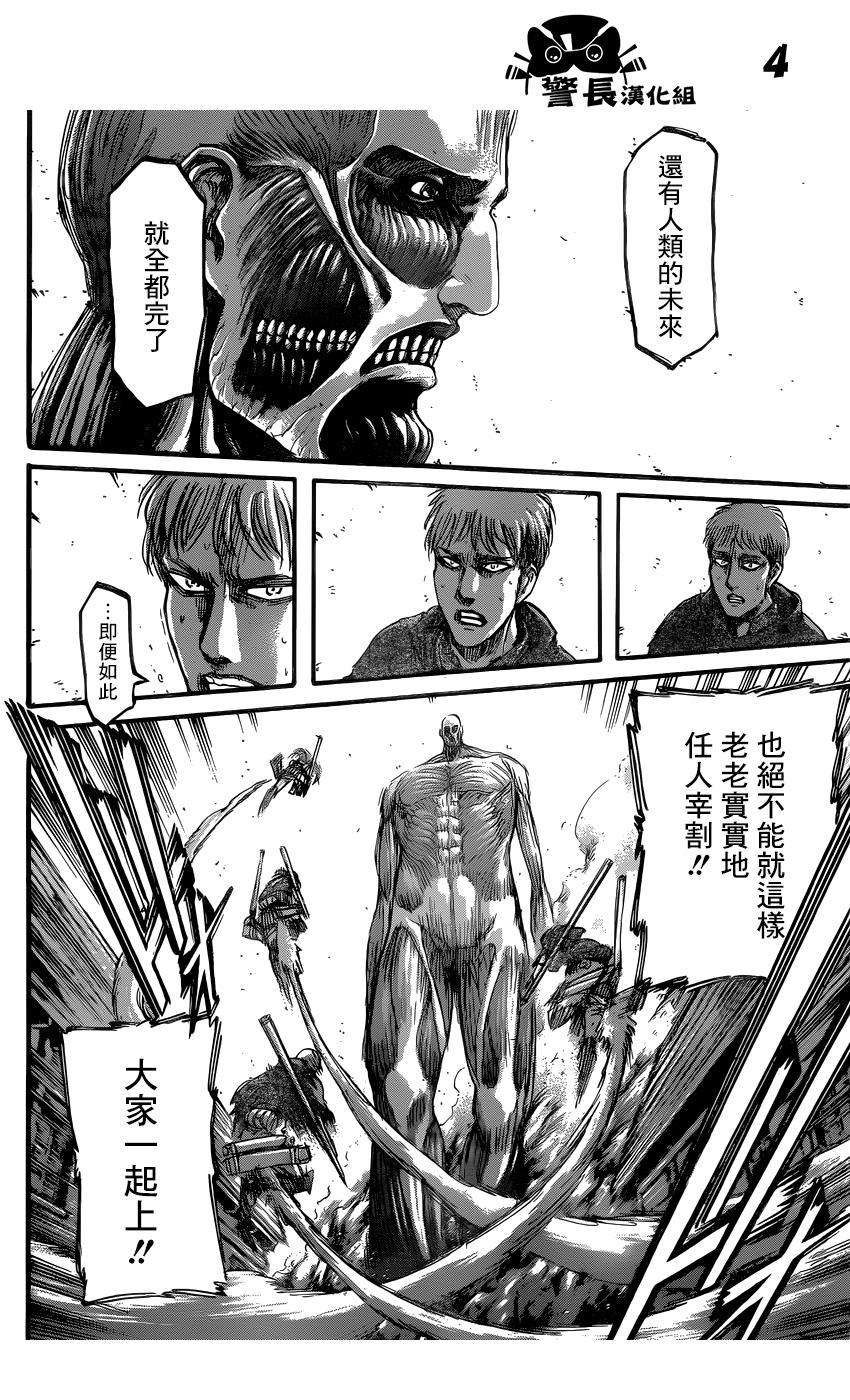 警長漢化組
4
還有人類的未來
就全都完了
…即便如此
也絕不能就這樣
老老實實地
任人宰割!!
大家一起上!!